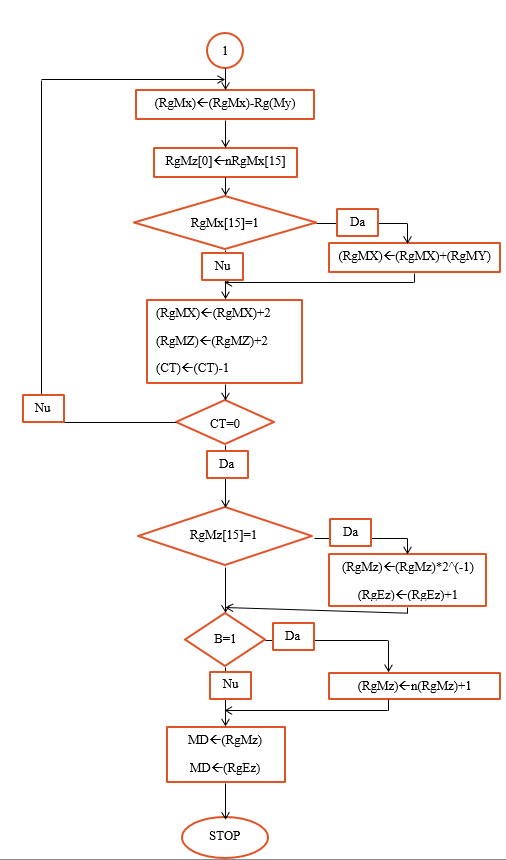 1
(RgMx)←(RgMx)-Rg(My)
RgMz[0]←nRgMx[15]
RgMx[15]=1
Da
(RgMX)←(RgMX)+(RgMY)
Nu
(RgMX)←(RgMX)+2
(RgMZ)←(RgMZ)+2
(CT)←(CT)-1
Nu
CT=0
Da
RgMz[15]=1
Da
(RgMz)←(RgMz)*2^(-1)
(RgEz)←(RgEz)+1
B=1
Da
Nu
(RgMz)←n(RgMz)+1
MD←(RgMz)
MD←(RgEz)
STOP